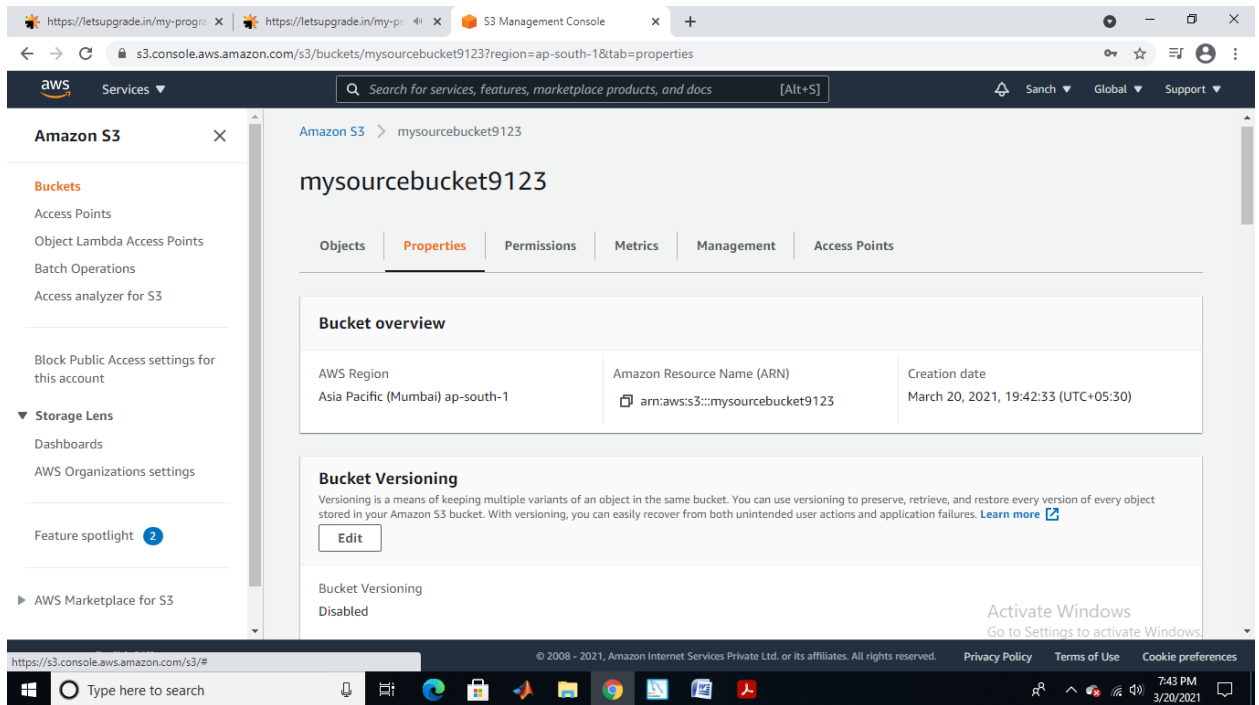 https://letsupgrade.in/my-progra
https://letsupgrade.in/my-pr
S3 Management Console
s3.console.aws.amazon.com/s3/buckets/mysourcebucket9123?region=ap-south-1&tab=properties
aws
Services
Search for services, features, marketplace products, and docs
[Alt+S]
Sanch
Global
Support
Amazon S3
Buckets
Access Points
Object Lambda Access Points
Batch Operations
Access analyzer for S3
Block Public Access settings for
this account
Storage Lens
Dashboards
AWS Organizations settings
Feature spotlight 2
AWS Marketplace for S3
Amazon S3 > mysourcebucket9123
mysourcebucket9123
Objects
Properties
Permissions
Metrics
Management
Access Points
Bucket overview
AWS Region
Asia Pacific (Mumbai) ap-south-1
Amazon Resource Name (ARN)
arn:aws:s3:::mysourcebucket9123
Creation date
March 20, 2021, 19:42:33 (UTC+05:30)
Bucket Versioning
Versioning is a means of keeping multiple variants of an object in the same bucket. You can use versioning to preserve, retrieve, and restore every version of every object
stored in your Amazon S3 bucket. With versioning, you can easily recover from both unintended user actions and application failures. Learn more
Edit
Bucket Versioning
Disabled
Activate Windows
Go to Settings to activate Windows.
https://s3.console.aws.amazon.com/s3/#
© 2008 - 2021, Amazon Internet Services Private Ltd. or its affiliates. All rights reserved.
Privacy Policy
Terms of Use
Cookie preferences
Type here to search
7:43 PM
3/20/2021